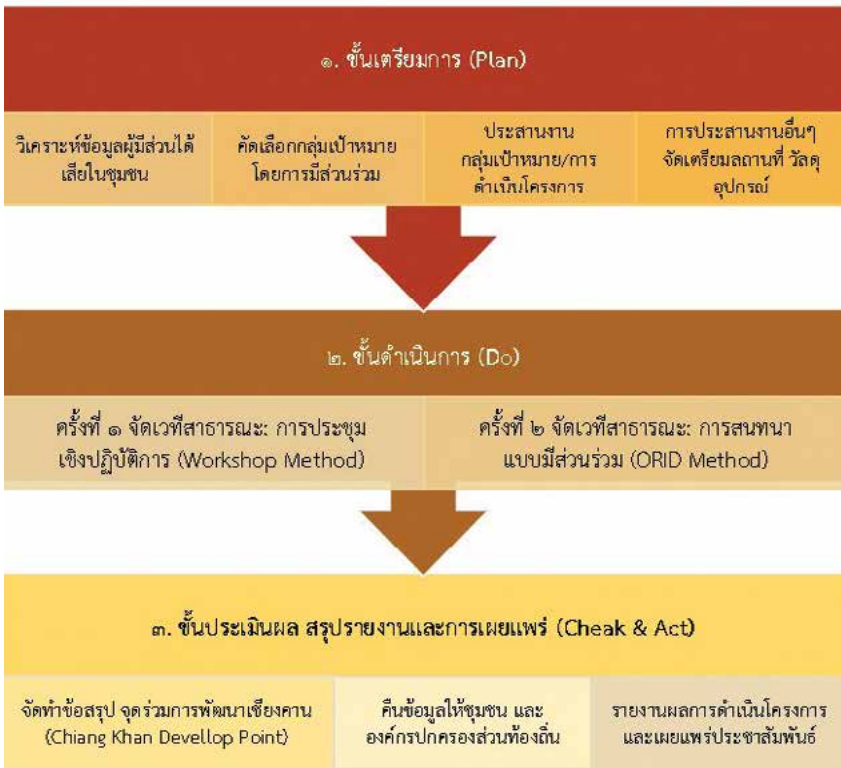 ๑. ขั้นเตรียมการ (Plan)
วิเคราะห์ข้อมูลผู้มีส่วนได้
เสียในชุมชน
คัดเลือกกลุ่มเป้าหมาย
โดยการมีส่วนร่วม
ประสานงาน
กลุ่มเป้าหมาย/การ
ดำเนินโครงการ
การประสานงานอื่นๆ
จัดเตรียมสถานที่ วัสดุ
อุปกรณ์
๒. ขั้นดำเนินการ (Do)
ครั้งที่ ๑ จัดเวทีสาธารณะ: การประชุม
เชิงปฏิบัติการ (Workshop Method)
ครั้งที่ ๒ จัดเวทีสาธารณะ: การสนทนา
แบบมีส่วนร่วม (ORID Method)
๓. ขั้นประเมินผล สรุปรายงานและการเผยแพร่ (Cheak & Act)
จัดทำข้อสรุป จุดร่วมการพัฒนาเชียงคาน
(Chiang Khan Devellop Point)
คืนข้อมูลให้ชุมชน และ
องค์กรปกครองส่วนท้องถิ่น
รายงานผลการดำเนินโครงการ
และเผยแพร่ประชาสัมพันธ์